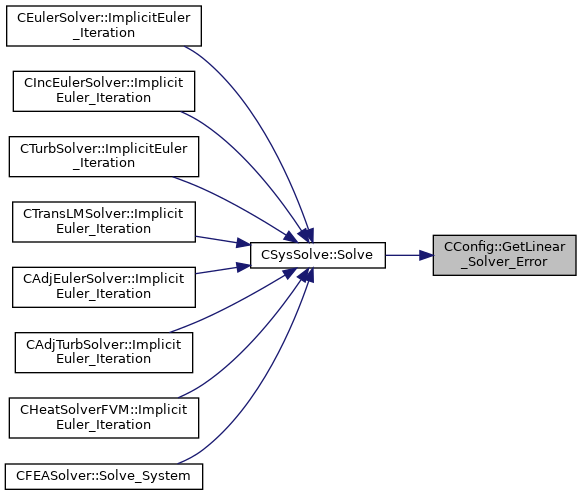 CEulerSolver::ImplicitEuler
_Iteration
CIncEulerSolver::Implicit
Euler_Iteration
CTurbSolver::ImplicitEuler
_Iteration
CTransLMSolver::Implicit
Euler_Iteration
CAdjEulerSolver::Implicit
Euler_Iteration
CAdjTurbSolver::Implicit
Euler_Iteration
CHeatSolverFVM::Implicit
Euler_Iteration
CFEASolver::Solve_System
CSysSolve::Solve
CConfig::GetLinear
_Solver_Error